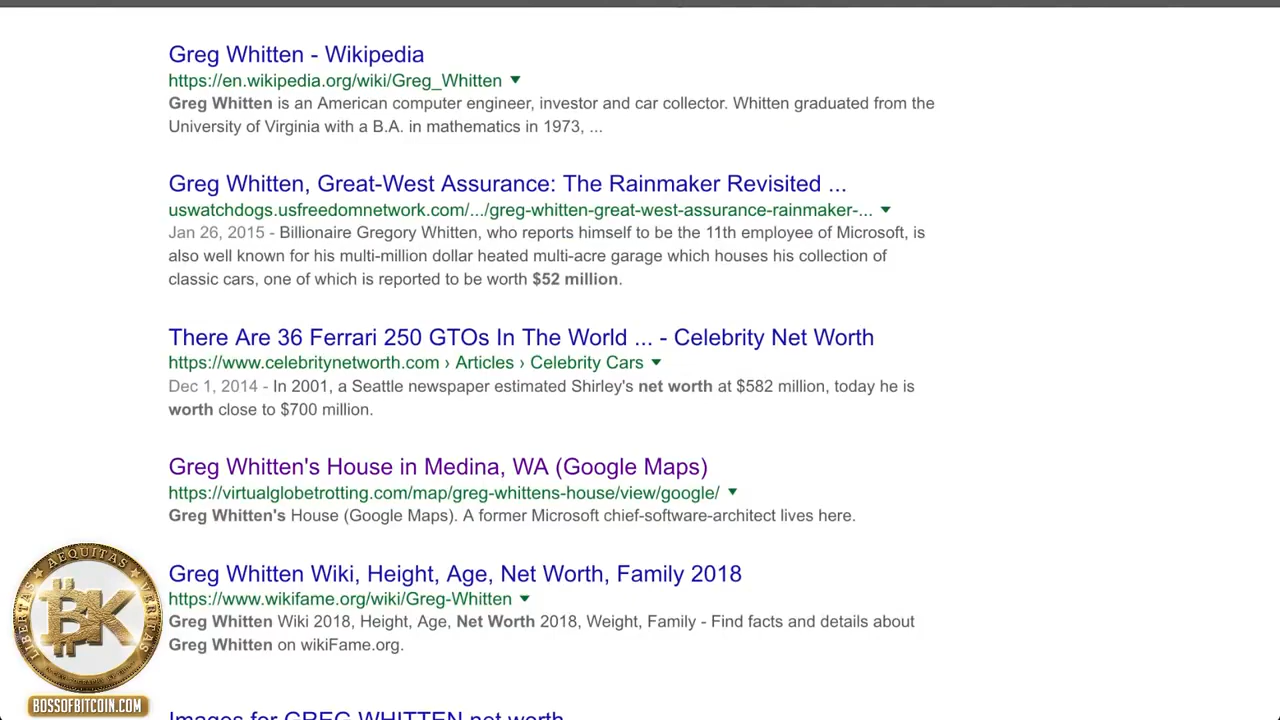 Greg Whitten - Wikipedia
https://en.wikipedia.org/wiki/Greg_Whitten
Greg Whitten is an American computer engineer, investor and car collector. Whitten graduated from the
University of Virginia with a B.A. in mathematics in 1973, ...
Greg Whitten, Great-West Assurance: The Rainmaker Revisited ...
uswatchdogs.usfreedomnetwork.com/.../greg-whitten-great-west-assurance-rainmaker-...
Jan 26, 2015 - Billionaire Gregory Whitten, who reports himself to be the 11th employee of Microsoft, is
also well known for his multi-million dollar heated multi-acre garage which houses his collection of
classic cars, one of which is reported to be worth $52 million.
There Are 36 Ferrari 250 GTOs In The World ... - Celebrity Net Worth
https://www.celebritynetworth.com › Articles › Celebrity Cars
Dec 1, 2014 - In 2001, a Seattle newspaper estimated Shirley's net worth at $582 million, today he is
worth close to $700 million.
Greg Whitten's House in Medina, WA (Google Maps)
https://virtualglobetrotting.com/map/greg-whittens-house/view/google/
Greg Whitten's House (Google Maps). A former Microsoft chief-software-architect lives here.
Greg Whitten Wiki, Height, Age, Net Worth, Family 2018
https://www.wikifame.org/wiki/Greg-Whitten
Greg Whitten Wiki 2018, Height, Age, Net Worth 2018, Weight, Family - Find facts and details about
Greg Whitten on wikiFame.org.
Images for GREG WHITTEN net worth
LIBERTAS AEQUITAS VERITAS
BK
BOSSOFBITCOIN.COM